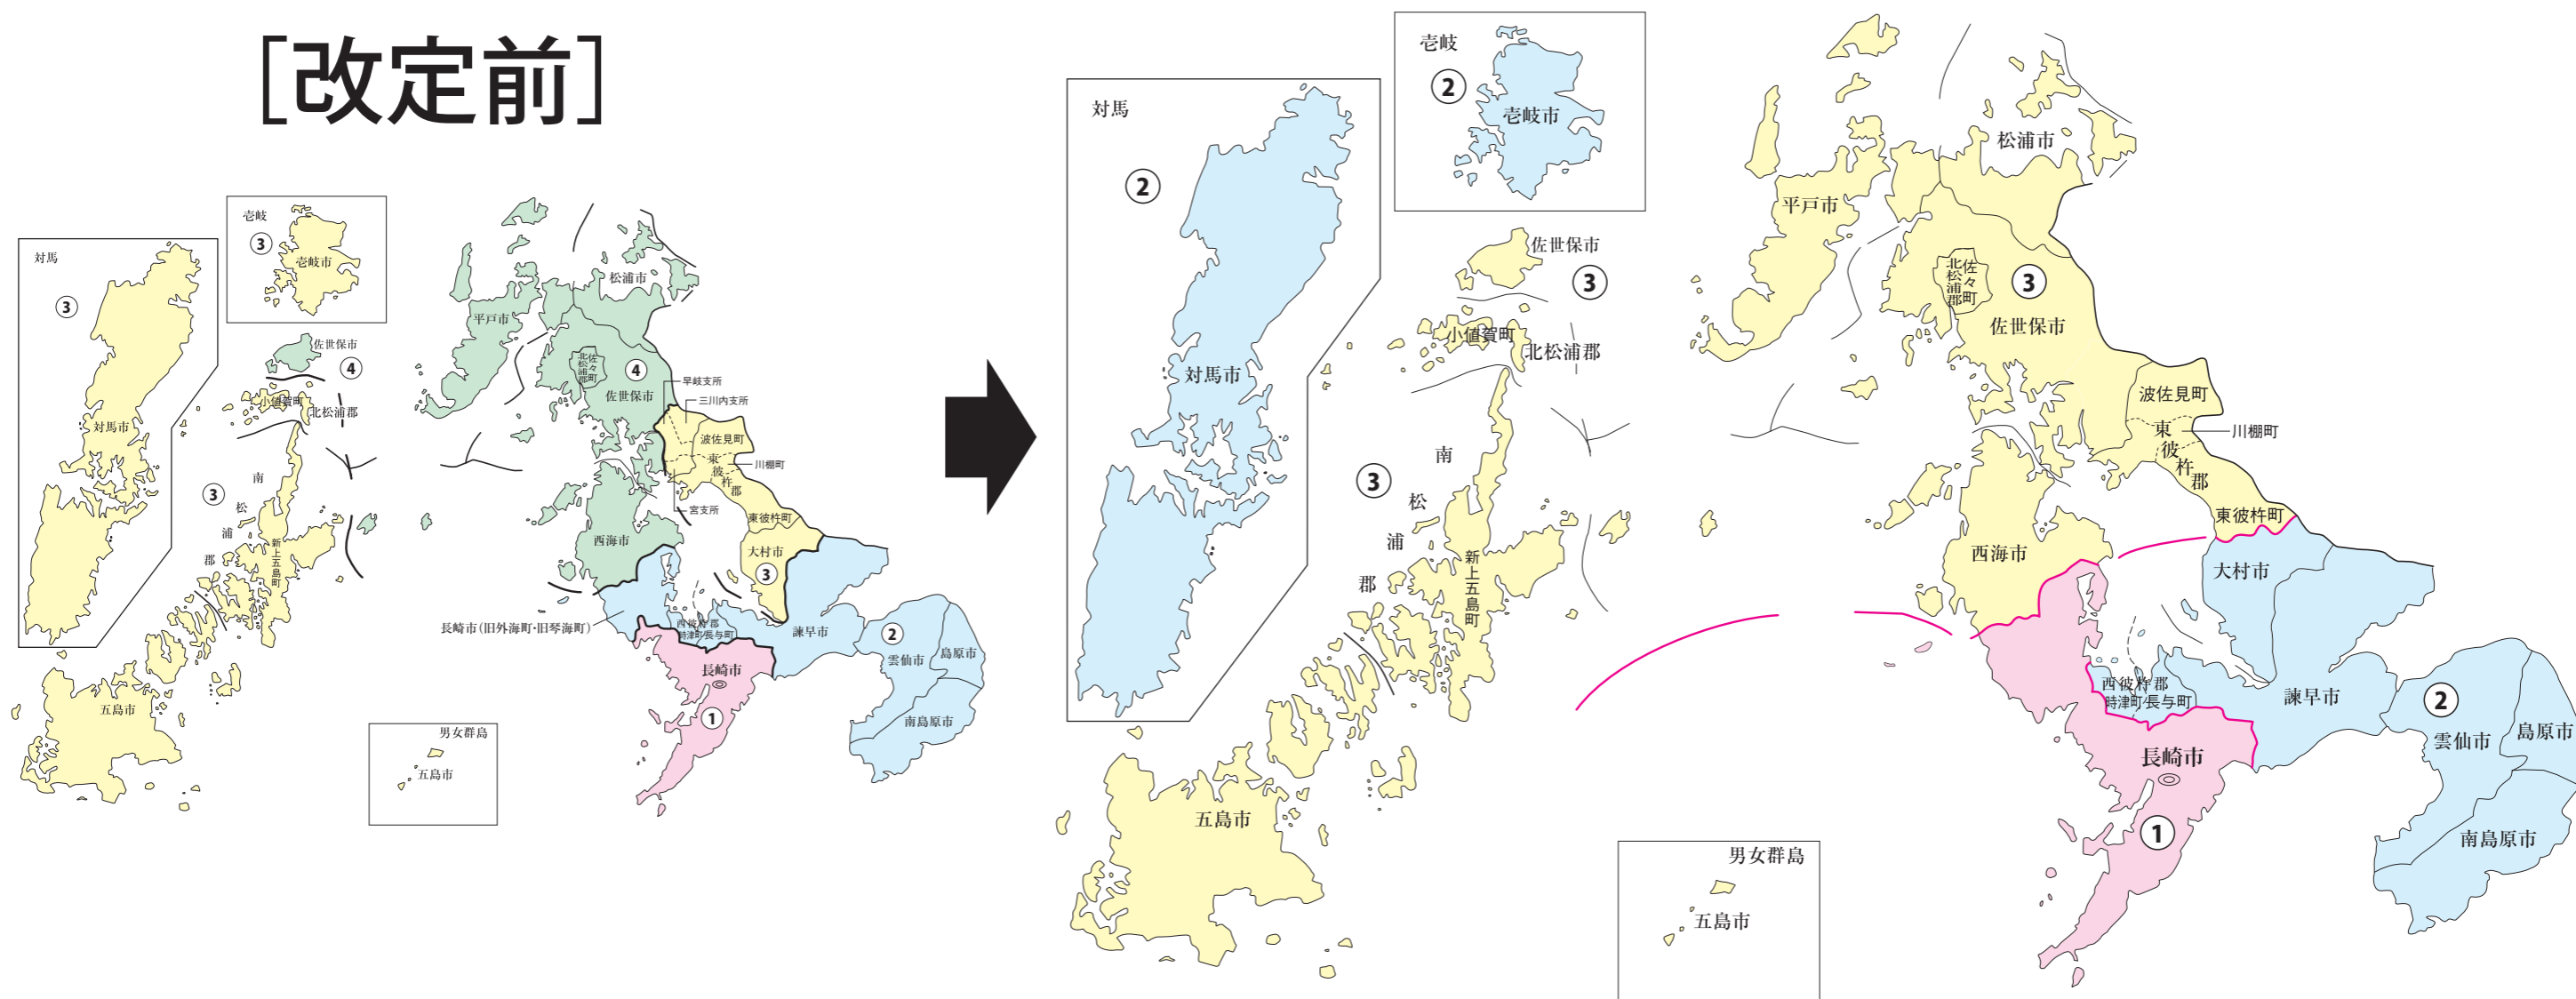 [改定前]
対馬
③
対馬市
壱岐
③
壱岐市
佐世保市
④
小値賀町
北松浦郡
③
南
松
浦
郡
新上五島町
五島市
男女群島
五島市
平戸市
松浦市
北松浦郡
佐々町
④
佐世保市
早岐支所
三川内支所
波佐見町
東彼杵郡
川棚町
宮支所
東彼杵町
西海市
大村市
③
長崎市(旧外海町・旧琴海町)
西彼杵郡
時津町
長与町
諫早市
②
雲仙市
島原市
南島原市
長崎市
①
対馬
②
対馬市
壱岐
②
壱岐市
佐世保市
③
小値賀町
北松浦郡
③
南
松
浦
郡
新上五島町
五島市
男女群島
五島市
平戸市
松浦市
北松浦郡
佐々町
③
佐世保市
波佐見町
東彼杵郡
川棚町
東彼杵町
西海市
大村市
西彼杵郡
時津町
長与町
諫早市
②
雲仙市
島原市
南島原市
長崎市
①